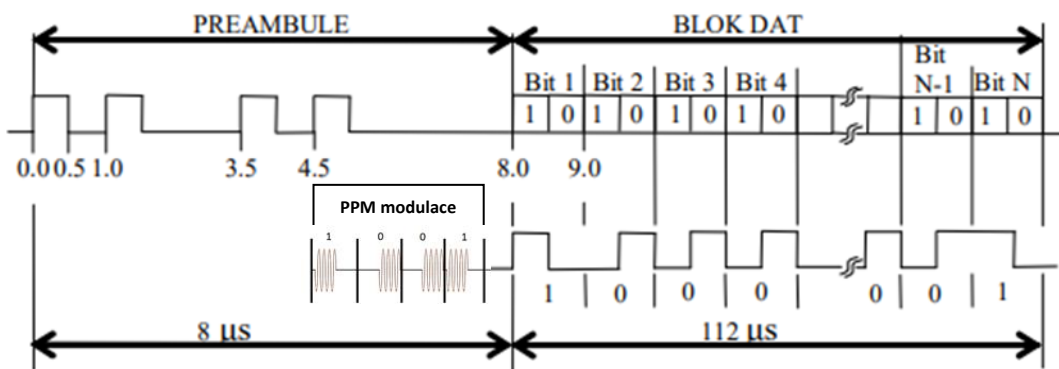 PREAMBULE BLOK DAT
Bit
Bit 1 Bit 2 Bit 3 Bit 4 N-1 Bit N
1 0 1 0 1 0 1 0 1 0 1 0
0.0 0.5 1.0 3.5 4.5 8.0 9.0
PPM modulace
1 0 0 1
1 0 0 0 0 0 1
8 μs 112 μs